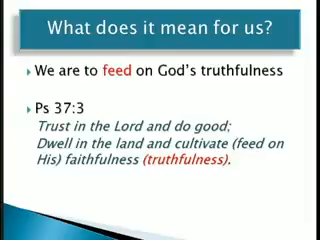 What does it mean for us?
We are to feed on God's truthfulness
Ps 37:3
Trust in the Lord and do good;
Dwell in the land and cultivate (feed on
His) faithfulness (truthfulness).